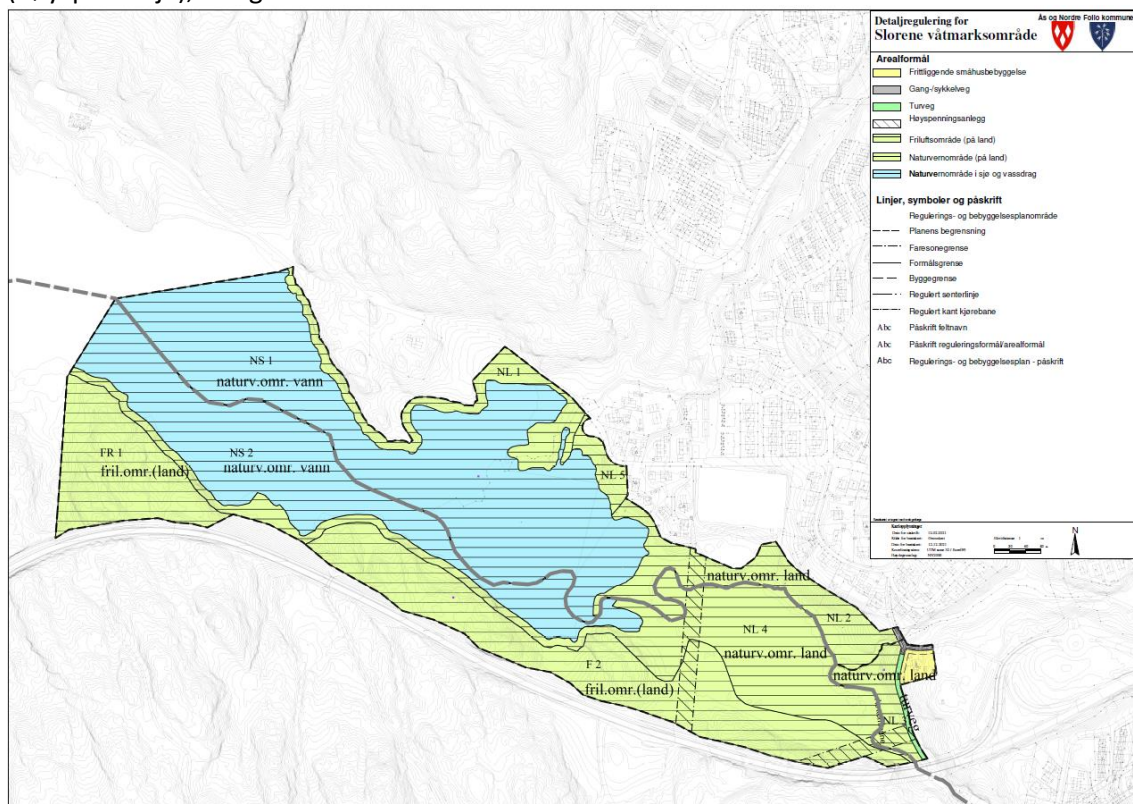 Detaljregulering for
Slorene våtmarksområde
Ås og Nordre Follo kommune
Arealformål
Frittliggende småhusbebyggelse
Gang-/sykkelveg
Turveg
Høyspenningsanlegg
Friluftsområde (på land)
Naturvernområde (på land)
Naturvernområde i sjø og vassdrag
Linjer, symboler og påskrift
Regulerings- og bebyggelsesplanområde
Planens begrensning
Faresonegrense
Formålsgrense
Byggegrense
Regulert senterlinje
Regulert kant kjørebane
Abc Påskrift feltnavn
Abc Påskrift reguleringsformål/arealformål
Abc Regulerings- og bebyggelsesplan - påskrift
N
NS 1
naturv.omr. vann
NL 1
FR 1
fril.omr.(land)
NS 2
naturv.omr. vann
NL 5
naturv.omr. land
NL 2
NL 4
naturv.omr. land
F 2
fril.omr.(land)
naturv.omr. land
NL
turveg